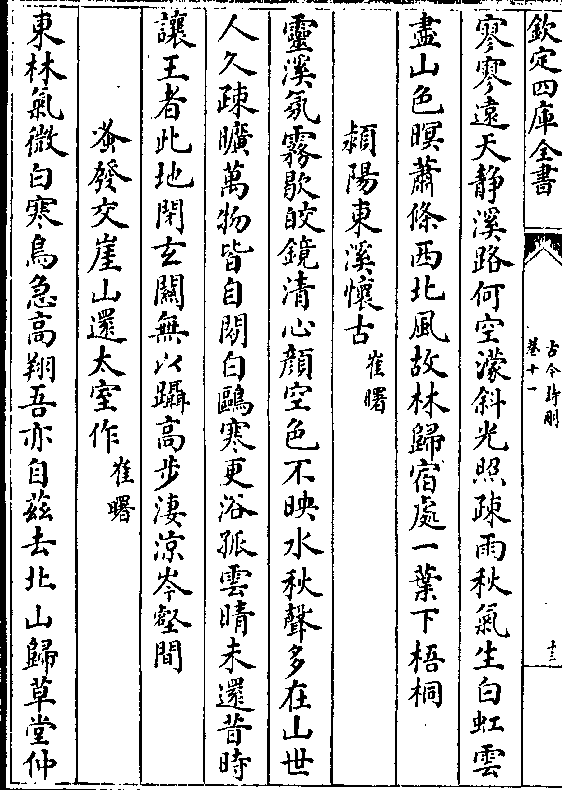 欽定四庫全書
古今詩刪
卷十一
十三
寥寥遠天静溪路何空濛斜光照疎雨秋氣生白虹雲
盡山色暝蕭條西北風故林歸宿處一葉下梧桐
潁陽東溪懷古 崔曙
靈溪氛霧歇皎鏡清心顔空色不映水秋聲多在山世
人久疎曠萬物皆自閑白鷗寒更浴孤雲晴未還昔時
讓王者此地閉玄關無以躡高步淒涼岑壑間
蚤發交崖山還太室作 崔曙
東林氣微白寒鳥急高翔吾亦自兹去北山歸草堂仲